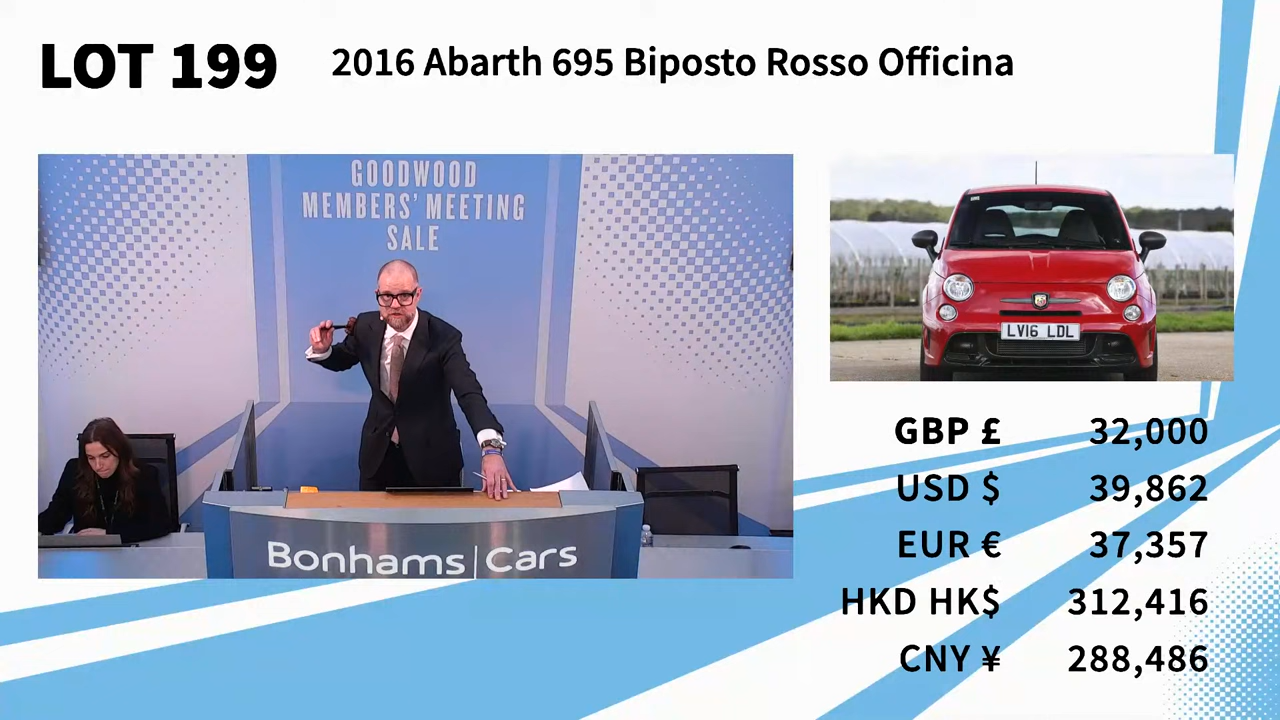 LOT 199
2016 Abarth 695 Biposto Rosso Officina
GOODWOOD
MEMBERS' MEETING
SALE
Bonhams|Cars
LV16 LDL
GBP £ 32,000
USD $ 39,862
EUR € 37,357
HKD HK$ 312,416
CNY ¥ 288,486